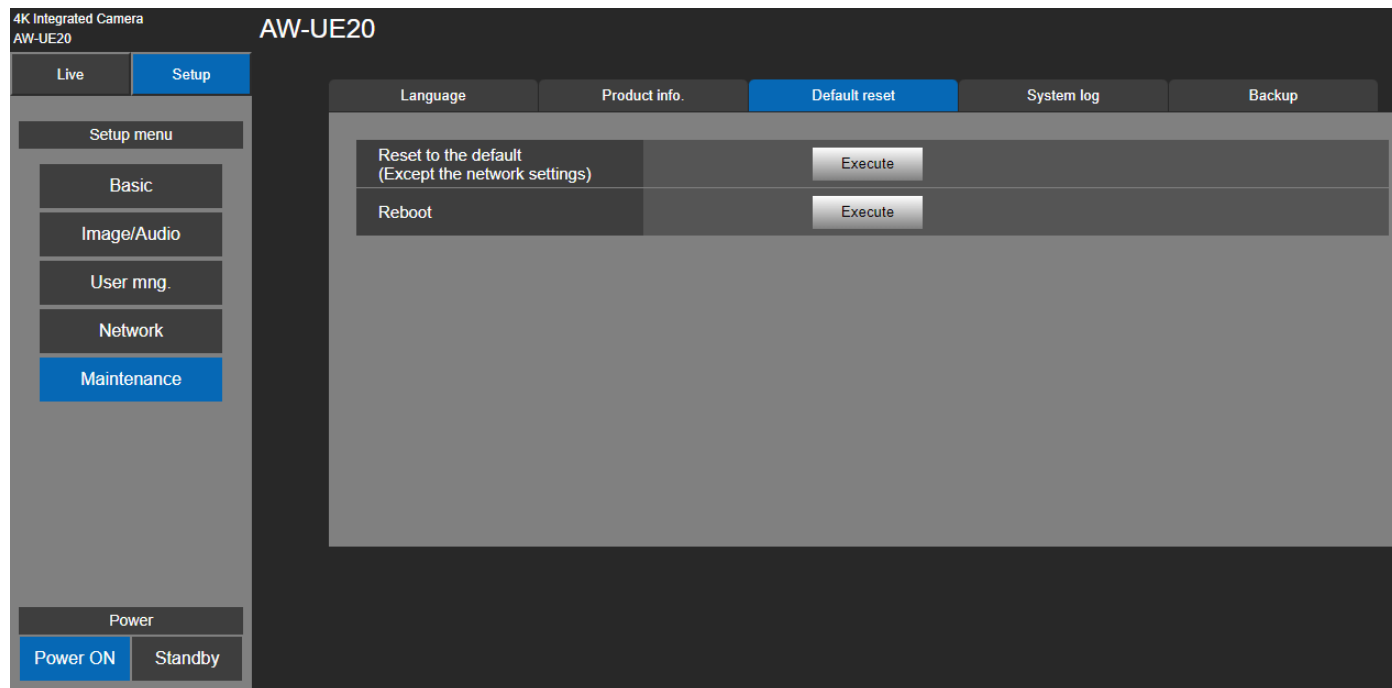 4K Integrated Camera
AW-UE20
AW-UE20
Live
Setup
Setup menu
Basic
Image/Audio
User mng.
Network
Maintenance
Power
Power ON
Standby
Language
Product info.
Default reset
System log
Backup
Reset to the default
(Except the network settings)
Execute
Reboot
Execute